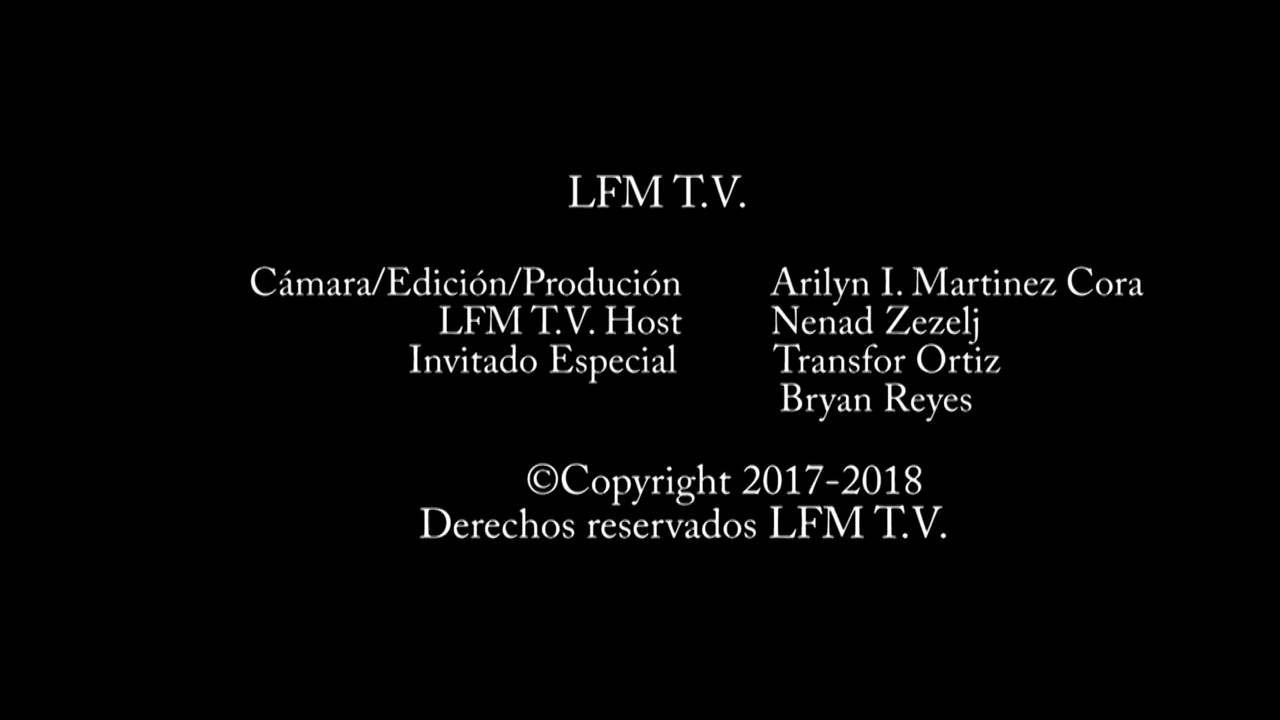 LFM T.V.
Cámara/Edición/Produción Arilyn I. Martinez Cora
LFM T.V. Host Nenad Zezelj
Invitado Especial Transfor Ortiz
Bryan Reyes
©Copyright 2017-2018
Derechos reservados LFM T.V.